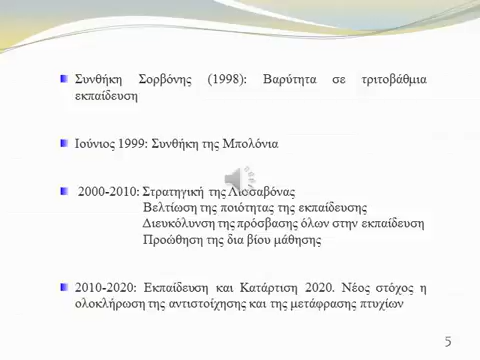 Συνθήκη Σορβόνης (1998): Βαρύτητα σε τριτοβάθμια
εκπαίδευση
Ιούνιος 1999: Συνθήκη της Μπολόνια
2000-2010: Στρατηγική της Λισσαβόνας
Βελτίωση της ποιότητας της εκπαίδευσης
Διευκόλυνση της πρόσβασης όλων στην εκπαίδευση
Προώθηση της δια βίου μάθησης
2010-2020: Εκπαίδευση και Κατάρτιση 2020. Νέος στόχος η
ολοκλήρωση της αντιστοίχησης και της μετάφρασης πτυχίων
5